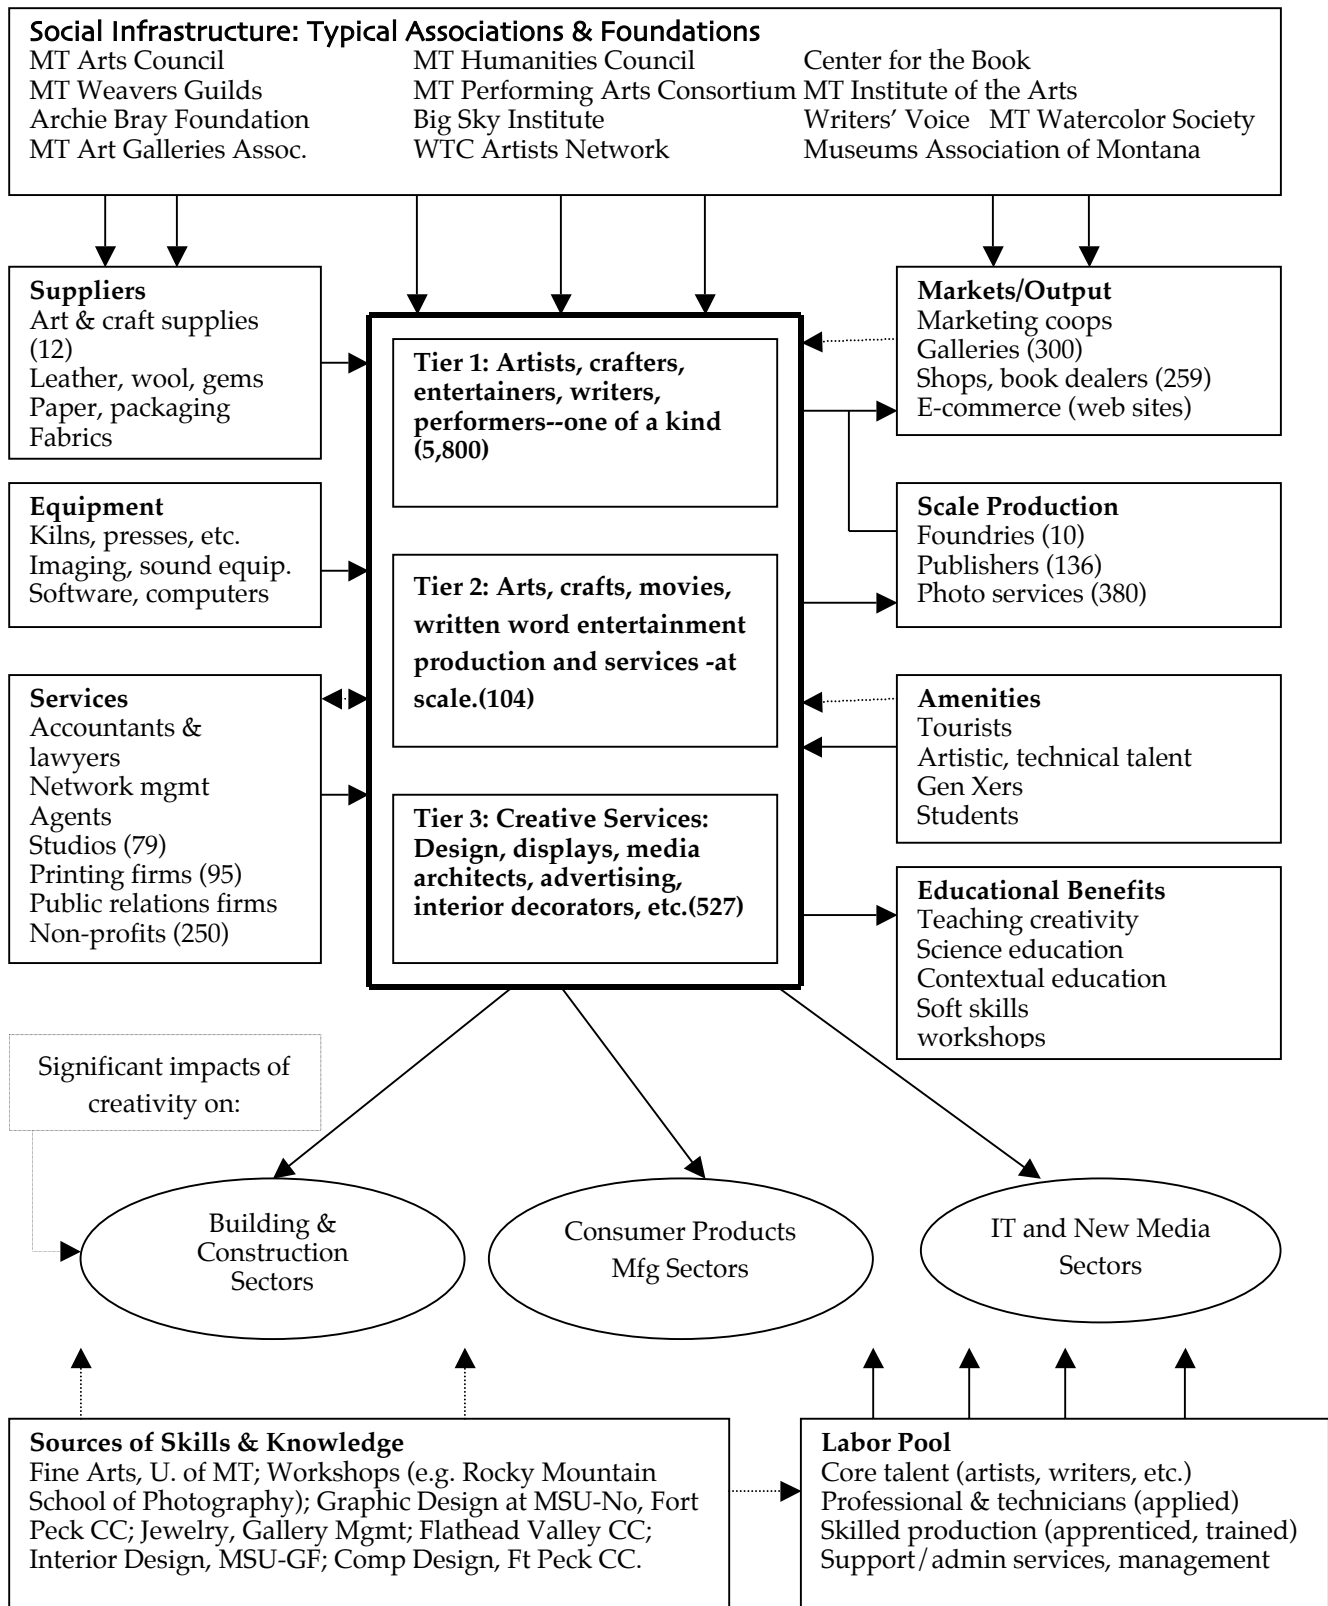 Social Infrastructure: Typical Associations & Foundations
MT Arts Council
MT Weavers Guilds
Archie Bray Foundation
MT Art Galleries Assoc.
MT Humanities Council
MT Performing Arts Consortium
Big Sky Institute
WTC Artists Network
Center for the Book
MT Institute of the Arts
Writers' Voice MT Watercolor Society
Museums Association of Montana
Suppliers
Art & craft supplies
(12)
Leather, wool, gems
Paper, packaging
Fabrics
Equipment
Kilns, presses, etc.
Imaging, sound equip.
Software, computers
Services
Accountants &
lawyers
Network mgmt
Agents
Studios (79)
Printing firms (95)
Public relations firms
Non-profits (250)
Tier 1: Artists, crafters,
entertainers, writers,
performers--one of a kind
(5,800)
Tier 2: Arts, crafts, movies,
written word entertainment
production and services -at
scale.(104)
Tier 3: Creative Services:
Design, displays, media
architects, advertising,
interior decorators, etc.(527)
Markets/Output
Marketing coops
Galleries (300)
Shops, book dealers (259)
E-commerce (web sites)
Scale Production
Foundries (10)
Publishers (136)
Photo services (380)
Amenities
Tourists
Artistic, technical talent
Gen Xers
Students
Educational Benefits
Teaching creativity
Science education
Contextual education
Soft skills
workshops
Significant impacts of
creativity on:
Building &
Construction
Sectors
Consumer Products
Mfg Sectors
IT and New Media
Sectors
Sources of Skills & Knowledge
Fine Arts, U. of MT; Workshops (e.g. Rocky Mountain
School of Photography); Graphic Design at MSU-No, Fort
Peck CC; Jewelry, Gallery Mgmt; Flathead Valley CC;
Interior Design, MSU-GF; Comp Design, Ft Peck CC.
Labor Pool
Core talent (artists, writers, etc.)
Professional & technicians (applied)
Skilled production (apprenticed, trained)
Support/admin services, management